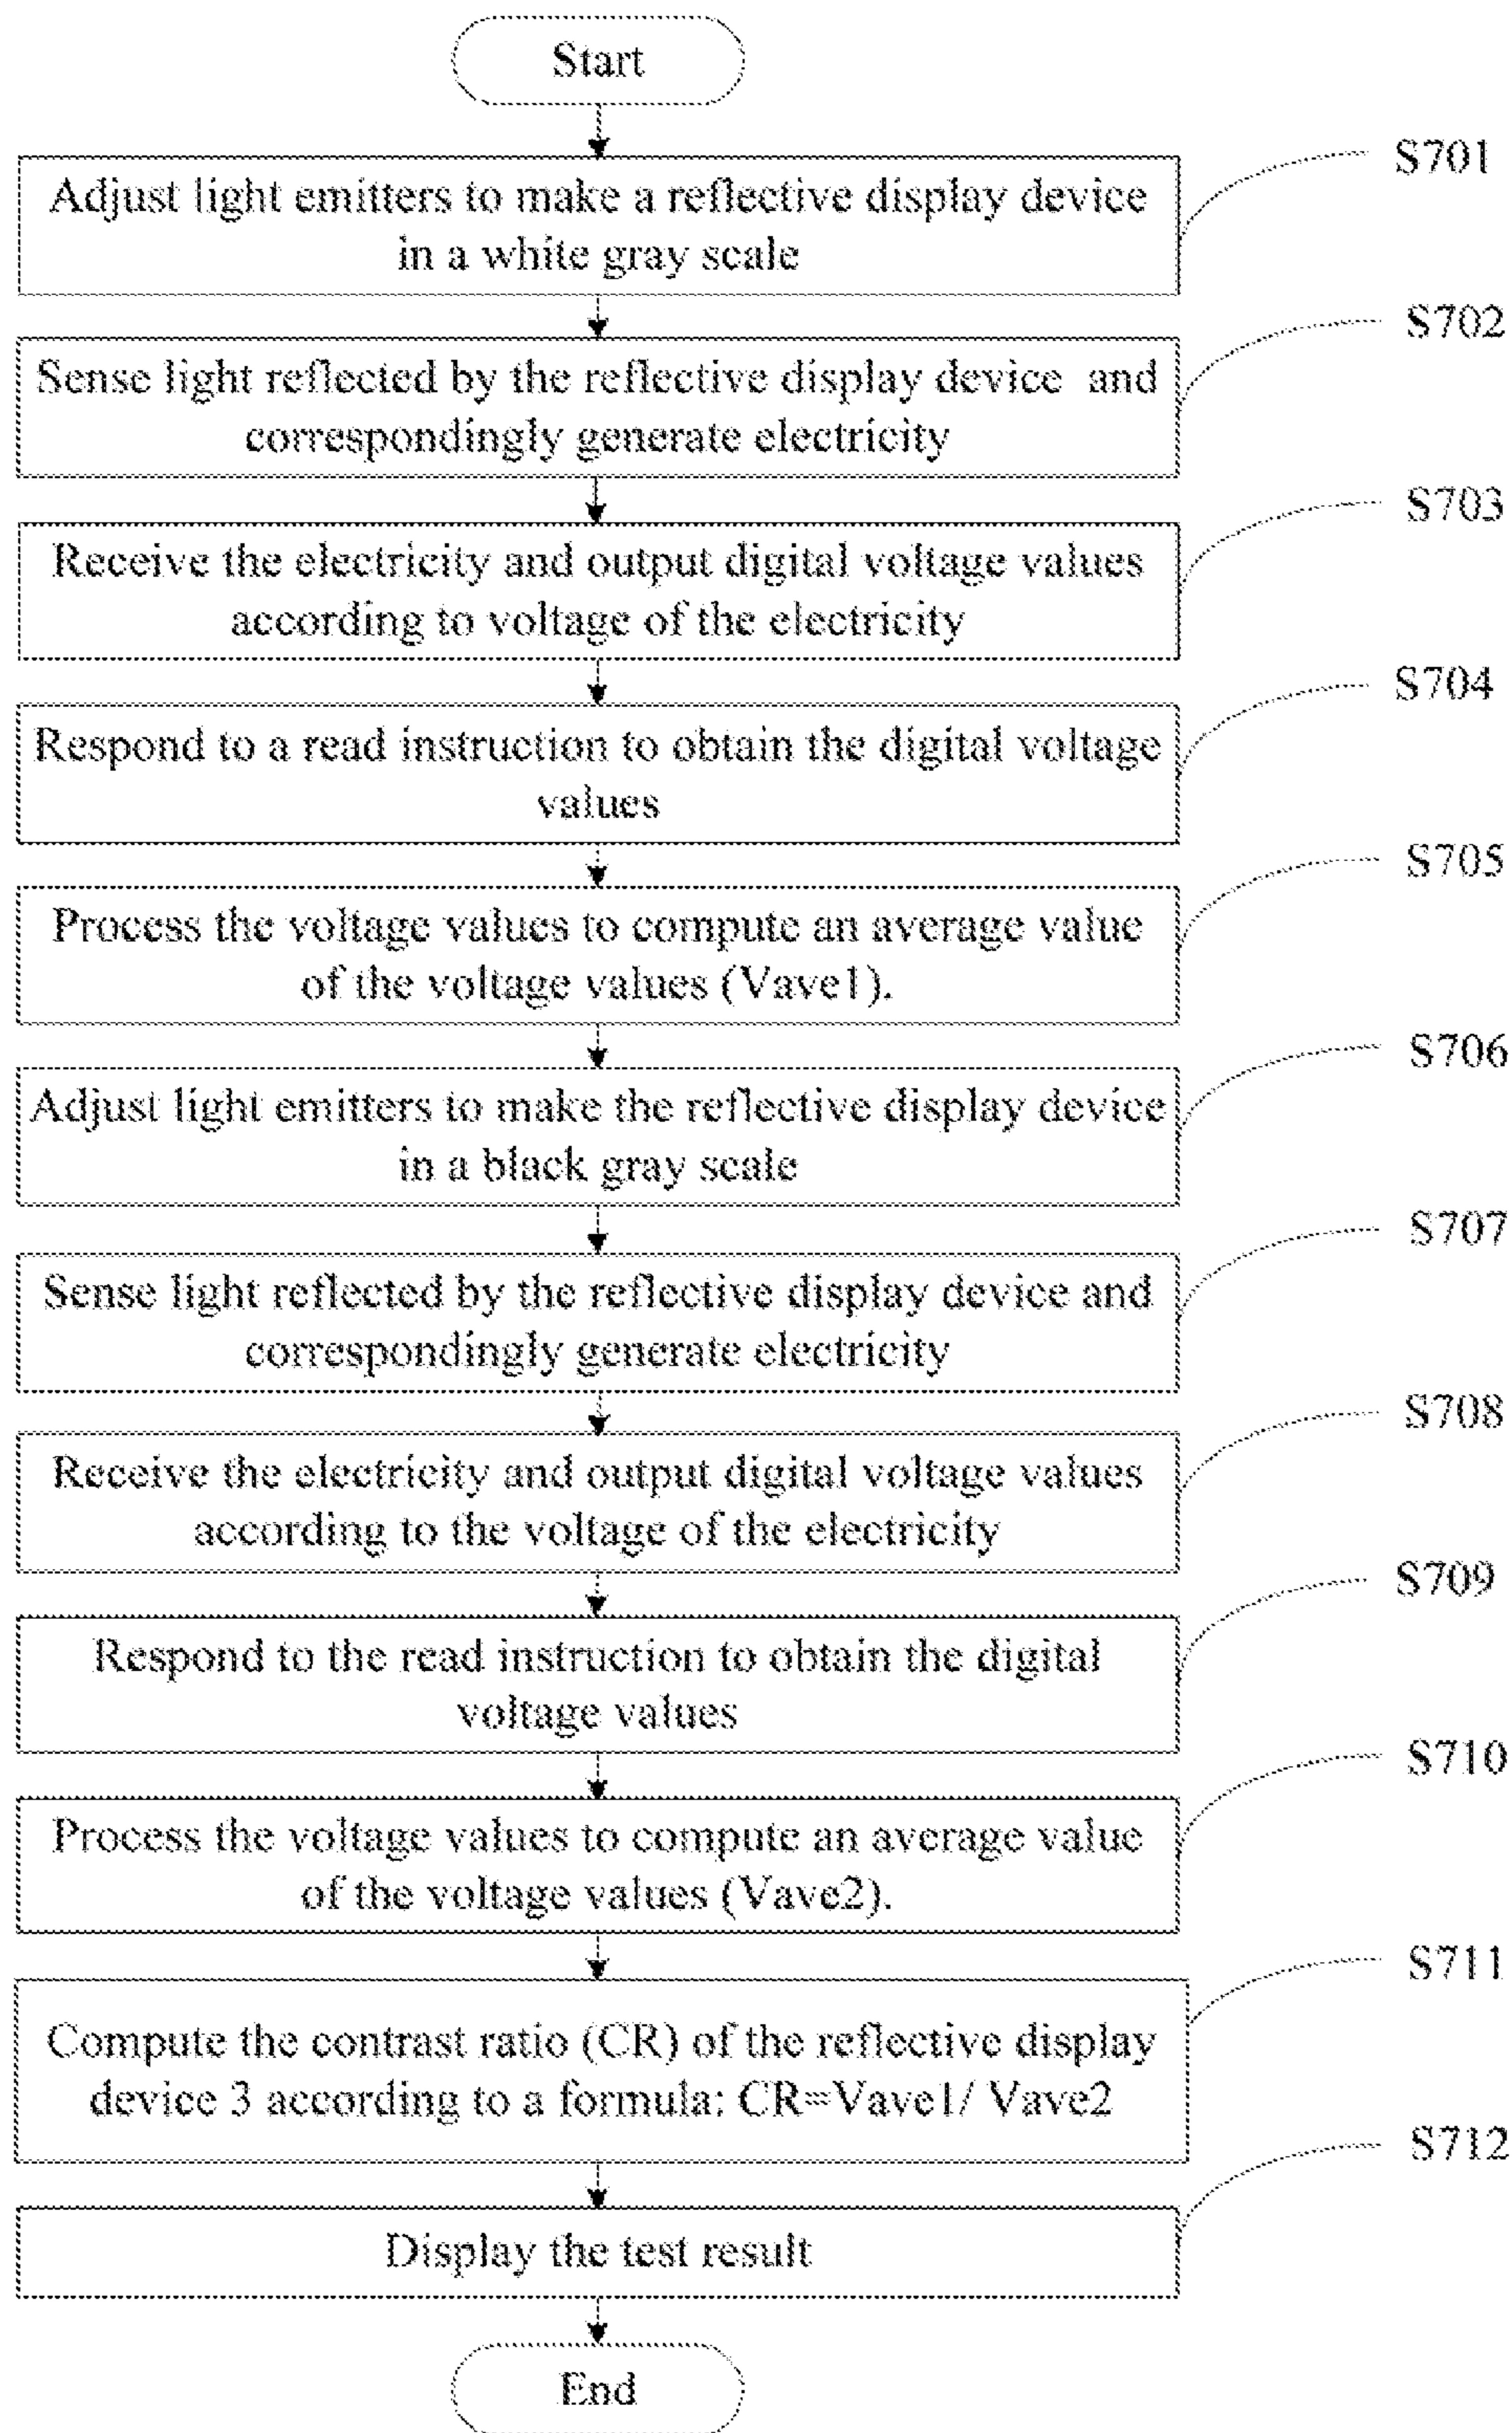 Start
S701
Adjust light emitters to make a reflective display device
in a white gray scale
S702
Sense light reflected by the reflective display device and
correspondingly generate electricity
S703
Receive the electricity and output digital voltage values
according to voltage of the electricity
S704
Respond to a read instruction to obtain the digital voltage
values
S705
Process the voltage values to compute an average value
of the voltage values (Vave1).
S706
Adjust light emitters to make the reflective display device
in a black gray scale
S707
Sense light reflected by the reflective display device and
correspondingly generate electricity
S708
Receive the electricity and output digital voltage values
according to the voltage of the electricity
S709
Respond to the read instruction to obtain the digital
voltage values
S710
Process the voltage values to compute an average value
of the voltage values (Vave2).
S711
Compute the contrast ratio (CR) of the reflective display
device 3 according to a formula: CR=Vave1/ Vave2
S712
Display the test result
End